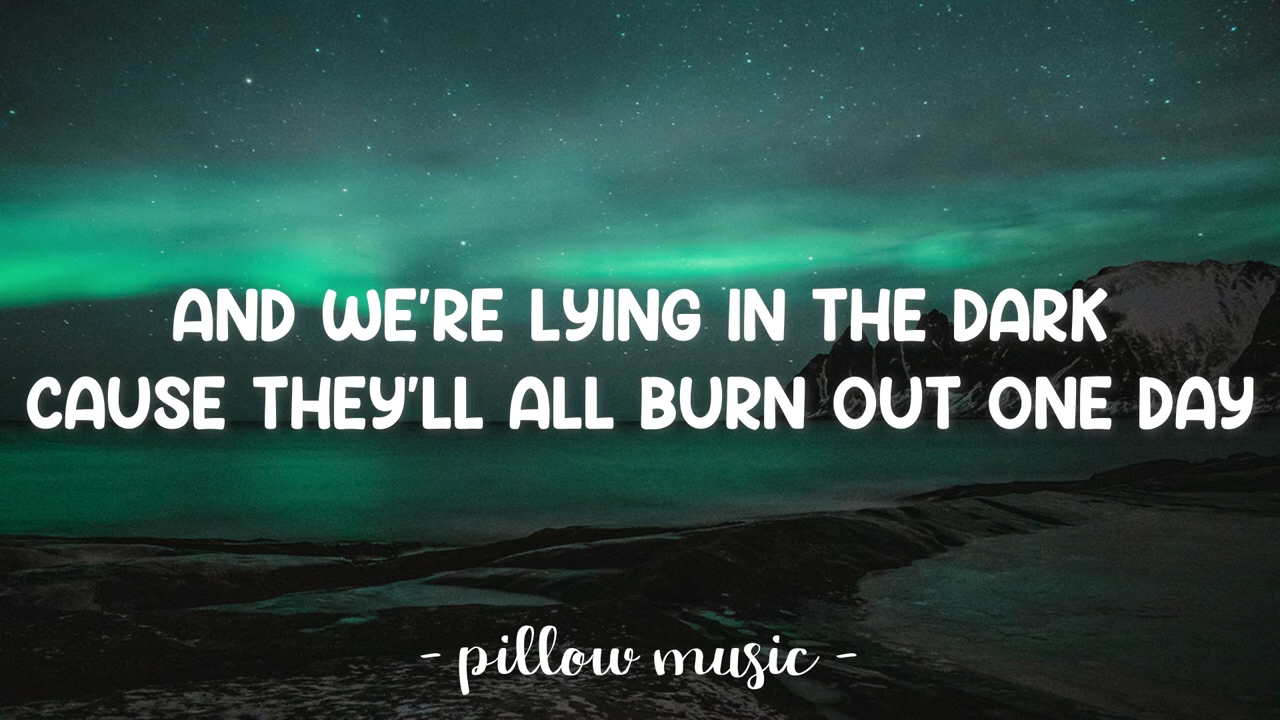 AND WE'RE LYING IN THE DARK
CAUSE THEY'LL ALL BURN OUT ONE DAY
- pillow music -